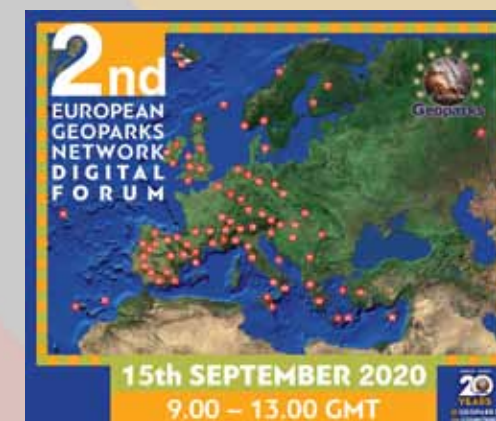 2nd
EUROPEAN
GEOPARKS
NETWORK
DIGITAL
FORUM
Geoparks
15th SEPTEMBER 2020
9.00 – 13.00 GMT
20
YEARS